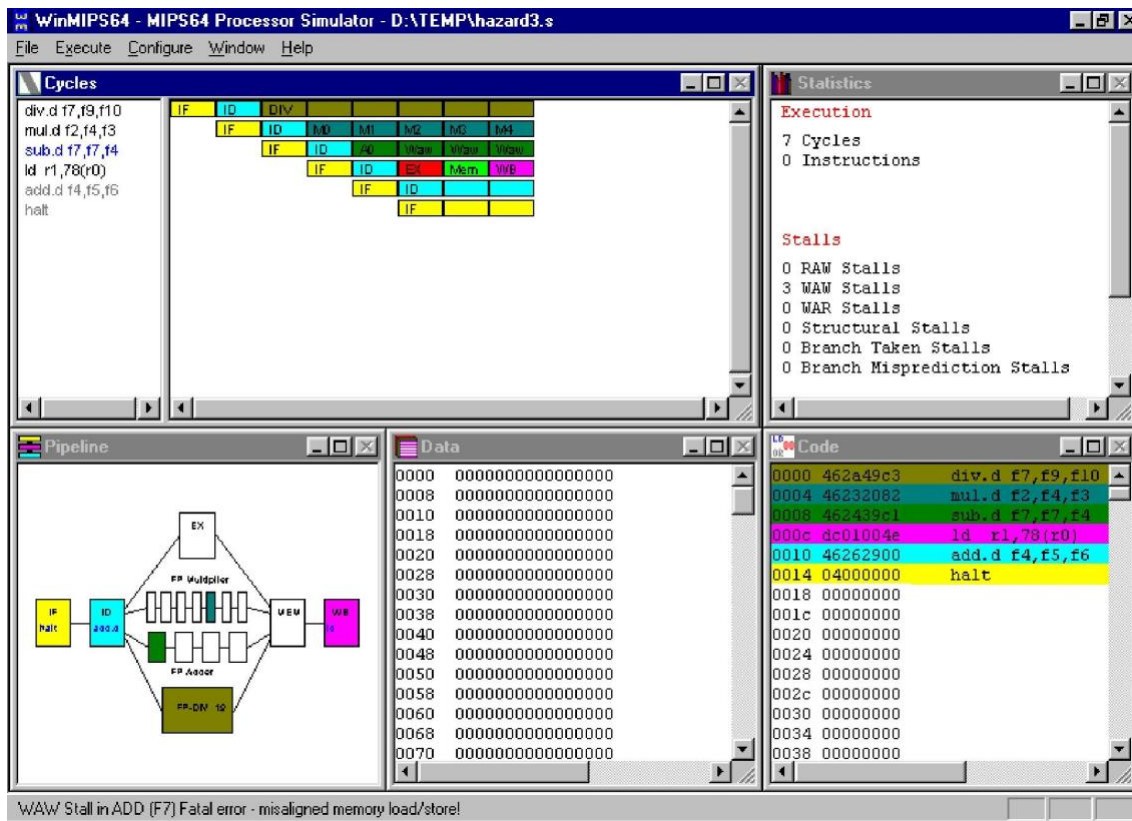 WinMIPS64 - MIPS64 Processor Simulator - D:\TEMP\hazard3.s
File Execute Configure Window Help
Cycles
div.d f7,f9,f10
mul.d f2,f4,f3
sub.d f7,f7,f4
ld r1,78(r0)
add.d f4,f5,f6
halt
IF ID DIV
IF ID M0 M1 M2 M3 M4
IF ID A0 Waw Waw Waw
IF ID EX Mem WB
IF ID
IF
Statistics
Execution
7 Cycles
0 Instructions
Stalls
0 RAW Stalls
3 WAW Stalls
0 WAR Stalls
0 Structural Stalls
0 Branch Taken Stalls
0 Branch Misprediction Stalls
Pipeline
EX
FP Multiplier
IF
halt
ID
add.d
MEM
WB
ld
FP Adder
FP-DIV 19
Data
0000 0000000000000000
0008 0000000000000000
0010 0000000000000000
0018 0000000000000000
0020 0000000000000000
0028 0000000000000000
0030 0000000000000000
0038 0000000000000000
0040 0000000000000000
0048 0000000000000000
0050 0000000000000000
0058 0000000000000000
0060 0000000000000000
0068 0000000000000000
0070 0000000000000000
Code
0000 462a49c3 div.d f7,f9,f10
0004 46232082 mul.d f2,f4,f3
0008 462439c1 sub.d f7,f7,f4
000c dc01004e ld r1,78(r0)
0010 46262900 add.d f4,f5,f6
0014 04000000 halt
0018 00000000
001c 00000000
0020 00000000
0024 00000000
0028 00000000
002c 00000000
0030 00000000
0034 00000000
0038 00000000
WAW Stall in ADD (F7) Fatal error - misaligned memory load/store!